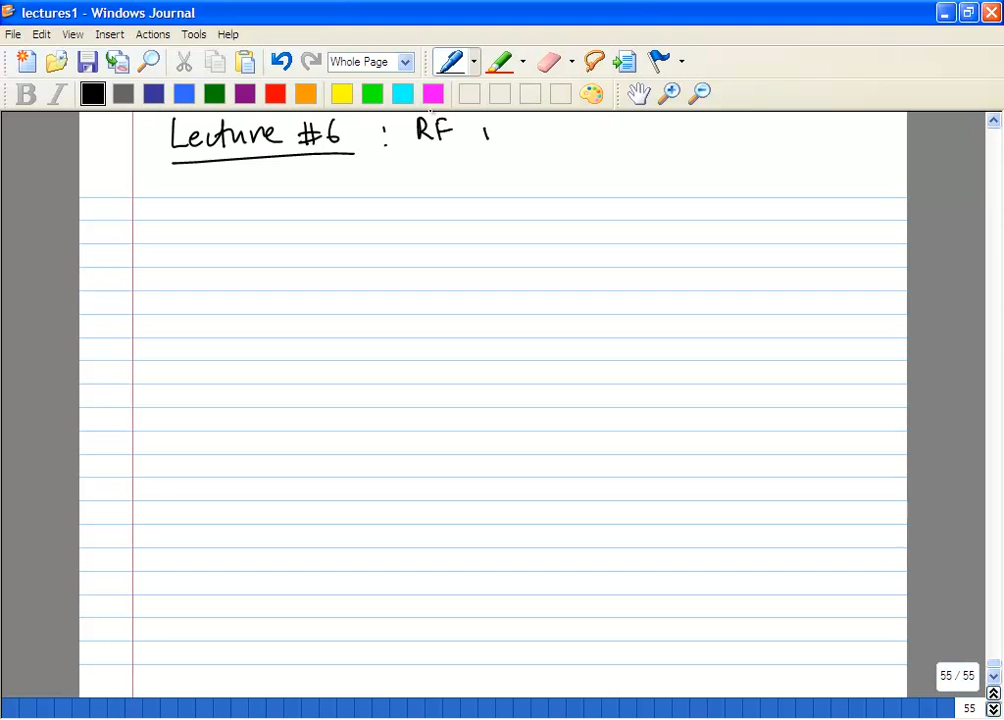 lectures1 - Windows Journal
File Edit View Insert Actions Tools Help
Whole Page
B I
Lecture #6 : RF
55 / 55
55